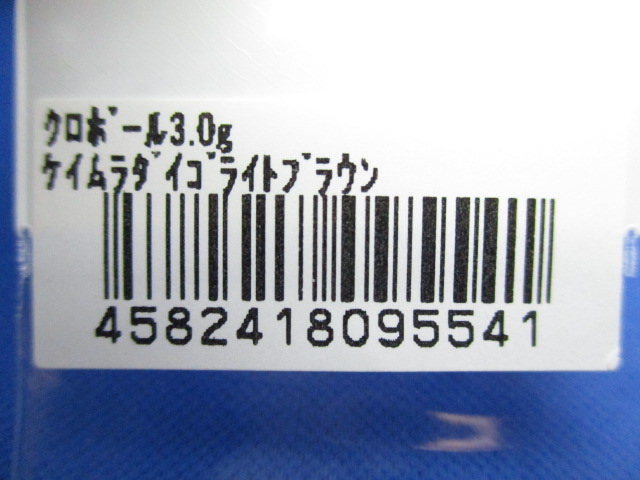 ｸﾛﾎﾞｰﾙ3.0g
ｹｲﾑﾗﾀﾞｲｺﾞﾗｲﾄﾌﾞﾗｳﾝ
4582418095541